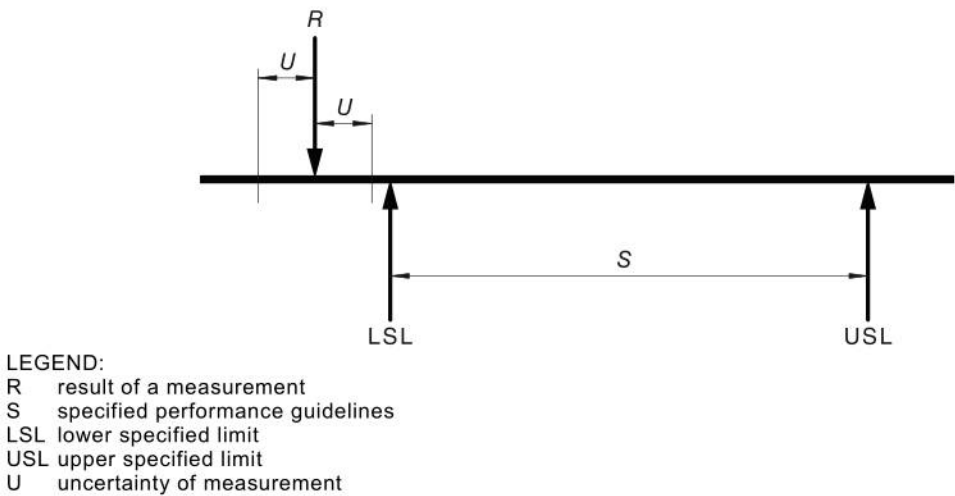 R
U
U
S
LSL
USL
LEGEND:
R result of a measurement
S specified performance guidelines
LSL lower specified limit
USL upper specified limit
U uncertainty of measurement